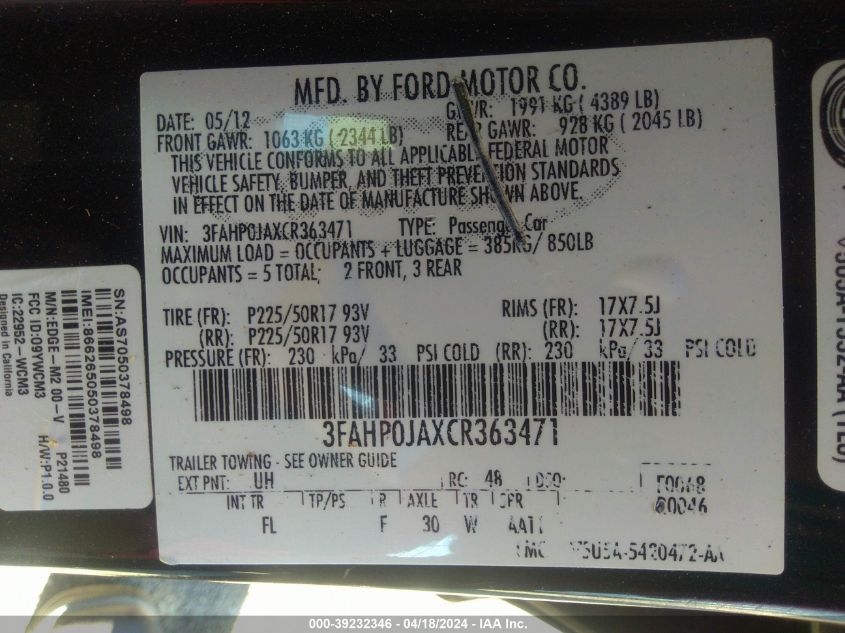 MFD. BY FORD MOTOR CO.
DATE: 05/12 GVWR: 1991 KG ( 4389 LB)
FRONT GAWR: 1063 KG ( 2344 LB) REAR GAWR: 928 KG ( 2045 LB)
THIS VEHICLE CONFORMS TO ALL APPLICABLE FEDERAL MOTOR
VEHICLE SAFETY, BUMPER, AND THEFT PREVENTION STANDARDS
IN EFFECT ON THE DATE OF MANUFACTURE SHOWN ABOVE.
VIN: 3FAHP0JAXCR363471 TYPE: Passenger Car
MAXIMUM LOAD = OCCUPANTS + LUGGAGE = 385KG/ 850LB
OCCUPANTS = 5 TOTAL; 2 FRONT, 3 REAR
TIRE (FR): P225/50R17 93V RIMS (FR): 17X7.5J
(RR): P225/50R17 93V (RR): 17X7.5J
PRESSURE (FR): 230 kPa/ 33 PSI COLD (RR): 230 kPa/ 33 PSI COLD
3FAHP0JAXCR363471
TRAILER TOWING - SEE OWNER GUIDE
EXT PNT: UH RC: 48 DSO: F0068
R0046
INT TR TP/PS R AXLE TR SPR
FL F 30 W AA11
SN:AS7050378498
IMEI:866265050378498
M/N:EDGE-M2 00-V P21480
FCC ID:09YWCM3 H/W:P1.0.0
IC:22952-WCM3
Designed in California
000-39232346 | 04/18/2024 - IAA Inc.